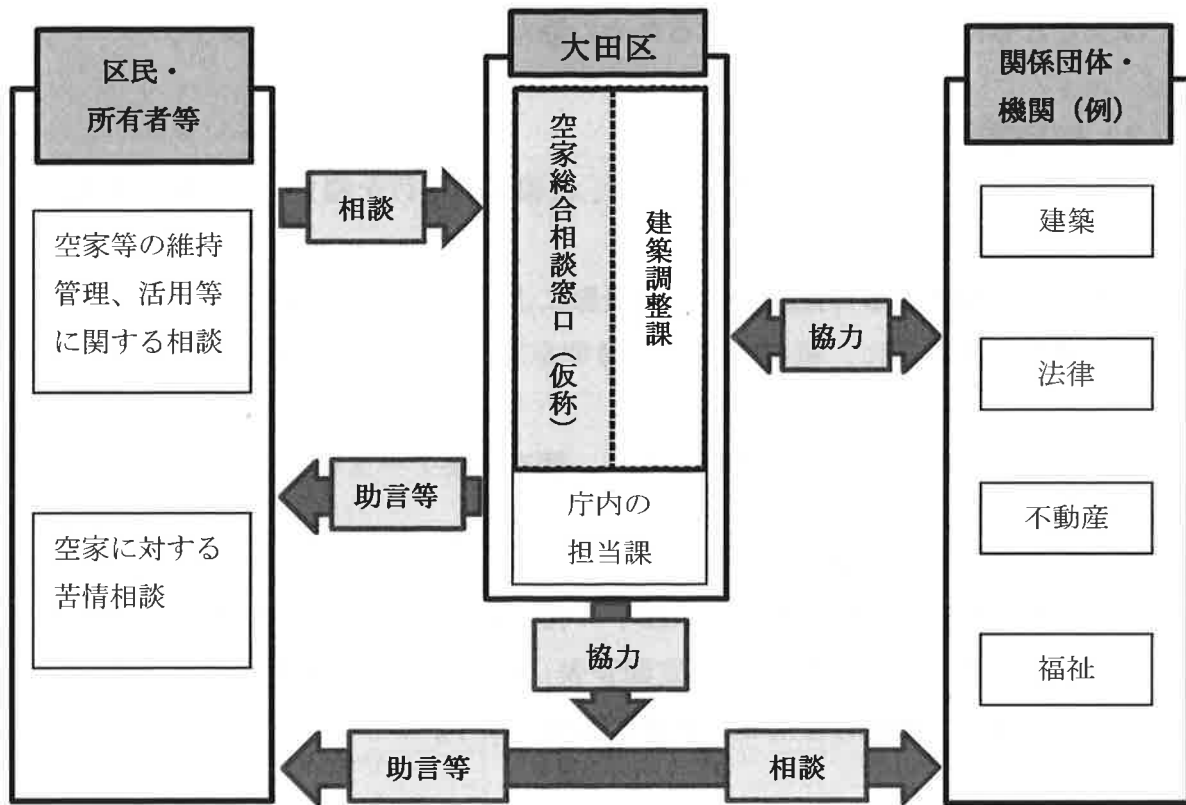 区民・
所有者等
空家等の維持
管理、活用等
に関する相談
空家に対する
苦情相談
相談
助言等
大田区
空家総合相談窓口（仮称）
建築調整課
庁内の
担当課
協力
協力
助言等
相談
関係団体・
機関（例）
建築
法律
不動産
福祉